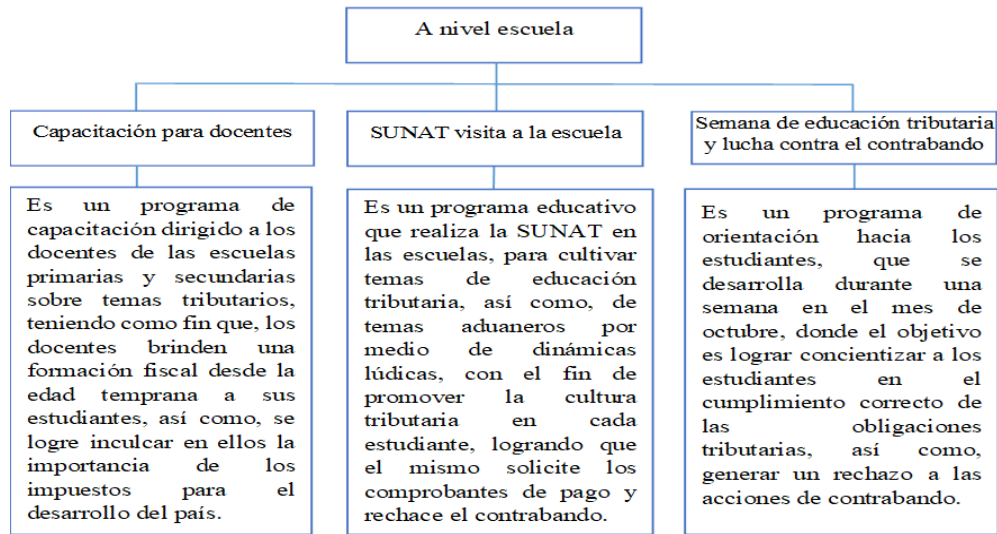 A nivel escuela
Capacitación para docentes
Es un programa de
capacitación dirigido a los
docentes de las escuelas
primarias y secundarias
sobre temas tributarios,
teniendo como fin que, los
docentes brinden una
formación fiscal desde la
edad temprana a sus
estudiantes, así como, se
logre inculcar en ellos la
importancia de los
impuestos para el
desarrollo del país.
SUNAT visita a la escuela
Es un programa educativo
que realiza la SUNAT en
las escuelas, para cultivar
temas de educación
tributaria, así como, de
temas aduaneros por
medio de dinámicas
lúdicas, con el fin de
promover la cultura
tributaria en cada
estudiante, logrando que
el mismo solicite los
comprobantes de pago y
rechace el contrabando.
Semana de educación tributaria
y lucha contra el contrabando
Es un programa de
orientación hacia los
estudiantes, que se
desarrolla durante una
semana en el mes de
octubre, donde el objetivo
es lograr concientizar a los
estudiantes en el
cumplimiento correcto de
las obligaciones
tributarias, así como,
generar un rechazo a las
acciones de contrabando.